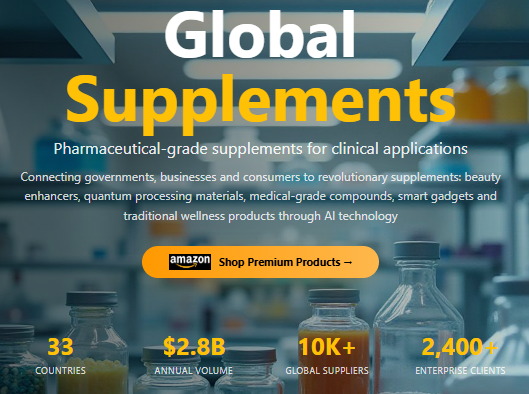 Global
Supplements
Pharmaceutical-grade supplements for clinical applications
Connecting governments, businesses and consumers to revolutionary supplements: beauty
enhancers, quantum processing materials, medical-grade compounds, smart gadgets and
traditional wellness products through AI technology
amazon Shop Premium Products →
33 $2.8B 10K+ 2,400+
COUNTRIES ANNUAL VOLUME GLOBAL SUPPLIERS ENTERPRISE CLIENTS